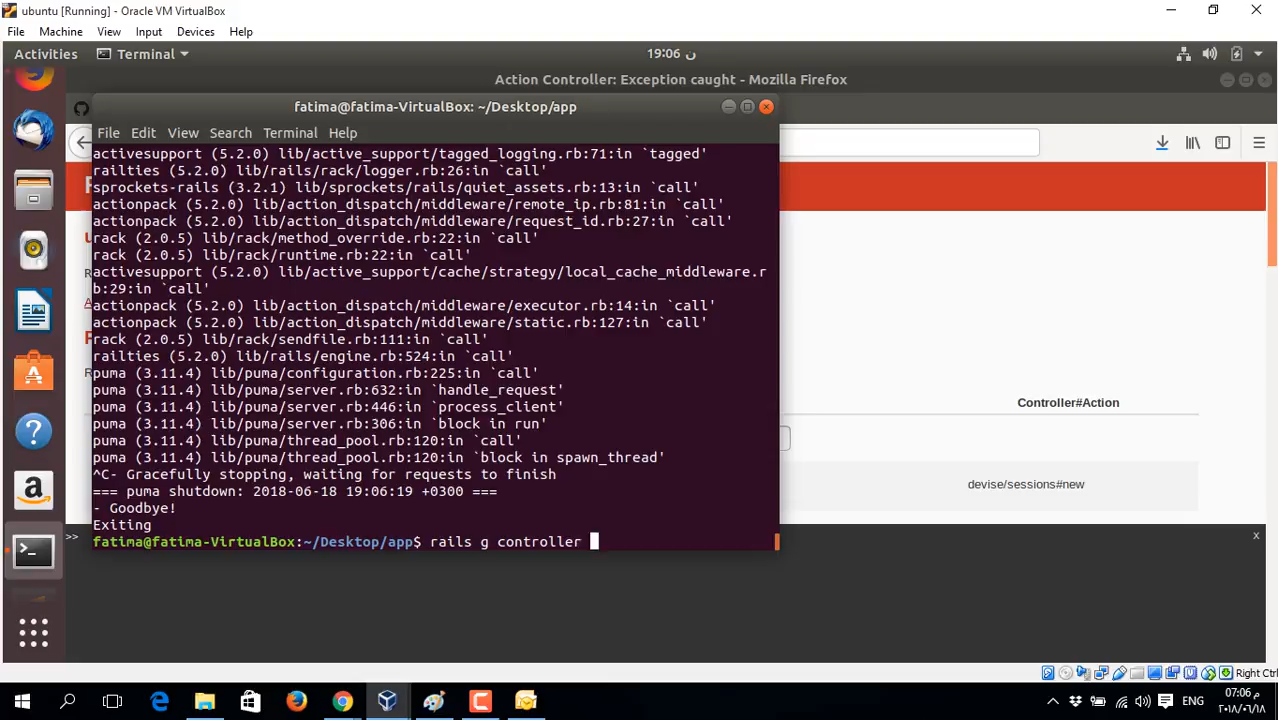 ubuntu [Running] - Oracle VM VirtualBox
File Machine View Input Devices Help
Activities Terminal 19:06 ن
Action Controller: Exception caught - Mozilla Firefox
fatima@fatima-VirtualBox: ~/Desktop/app
File Edit View Search Terminal Help
activesupport (5.2.0) lib/active_support/tagged_logging.rb:71:in `tagged'
railties (5.2.0) lib/rails/rack/logger.rb:26:in `call'
sprockets-rails (3.2.1) lib/sprockets/rails/quiet_assets.rb:13:in `call'
actionpack (5.2.0) lib/action_dispatch/middleware/remote_ip.rb:81:in `call'
actionpack (5.2.0) lib/action_dispatch/middleware/request_id.rb:27:in `call'
rack (2.0.5) lib/rack/method_override.rb:22:in `call'
rack (2.0.5) lib/rack/runtime.rb:22:in `call'
activesupport (5.2.0) lib/active_support/cache/strategy/local_cache_middleware.r
b:29:in `call'
actionpack (5.2.0) lib/action_dispatch/middleware/executor.rb:14:in `call'
actionpack (5.2.0) lib/action_dispatch/middleware/static.rb:127:in `call'
rack (2.0.5) lib/rack/sendfile.rb:111:in `call'
railties (5.2.0) lib/rails/engine.rb:524:in `call'
puma (3.11.4) lib/puma/configuration.rb:225:in `call'
puma (3.11.4) lib/puma/server.rb:632:in `handle_request'
puma (3.11.4) lib/puma/server.rb:446:in `process_client'
puma (3.11.4) lib/puma/server.rb:306:in `block in run'
puma (3.11.4) lib/puma/thread_pool.rb:120:in `call'
puma (3.11.4) lib/puma/thread_pool.rb:120:in `block in spawn_thread'
^C- Gracefully stopping, waiting for requests to finish
=== puma shutdown: 2018-06-18 19:06:19 +0300 ===
- Goodbye!
Exiting
fatima@fatima-VirtualBox:~/Desktop/app$ rails g controller
Controller#Action
devise/sessions#new
>>
Right Ctrl
ENG
07:06 م
٢٠١٨/٠٦/١٨